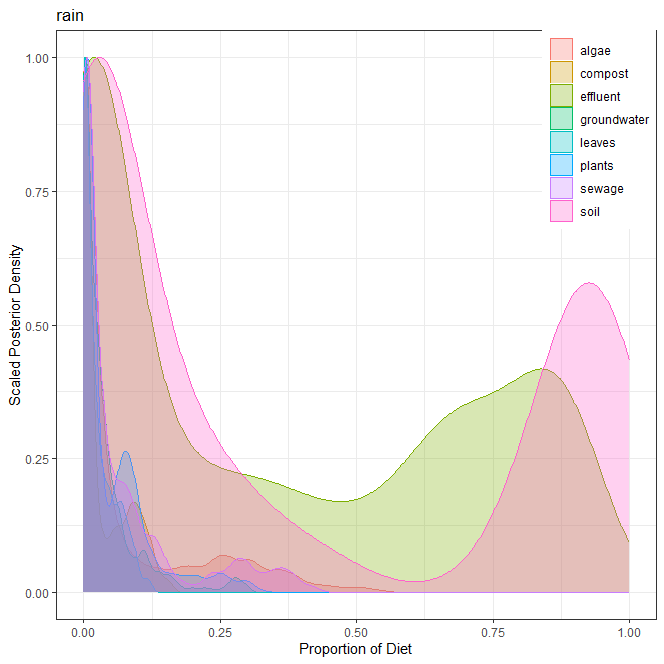 rain
algae
compost
effluent
groundwater
leaves
plants
sewage
soil
1.00
0.75
0.50
0.25
0.00
Scaled Posterior Density
0.00 0.25 0.50 0.75 1.00
Proportion of Diet